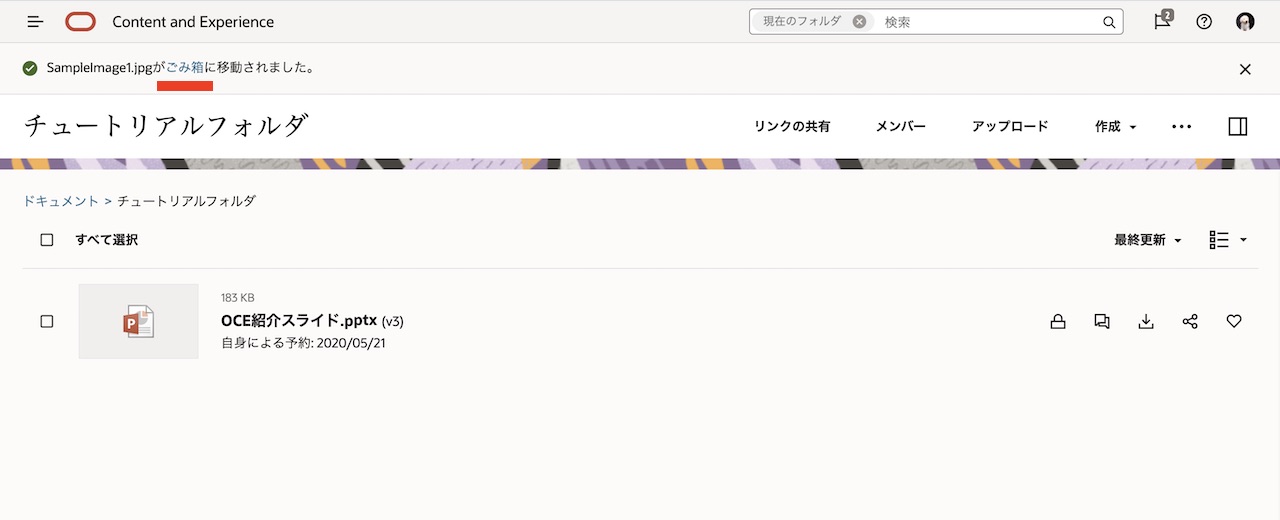 Content and Experience
現在のフォルダ
検索
2
SampleImage1.jpgがごみ箱に移動されました。
チュートリアルフォルダ
リンクの共有
メンバー
アップロード
作成
ドキュメント > チュートリアルフォルダ
すべて選択
最終更新
183 KB
OCE紹介スライド.pptx (v3)
自身による予約: 2020/05/21